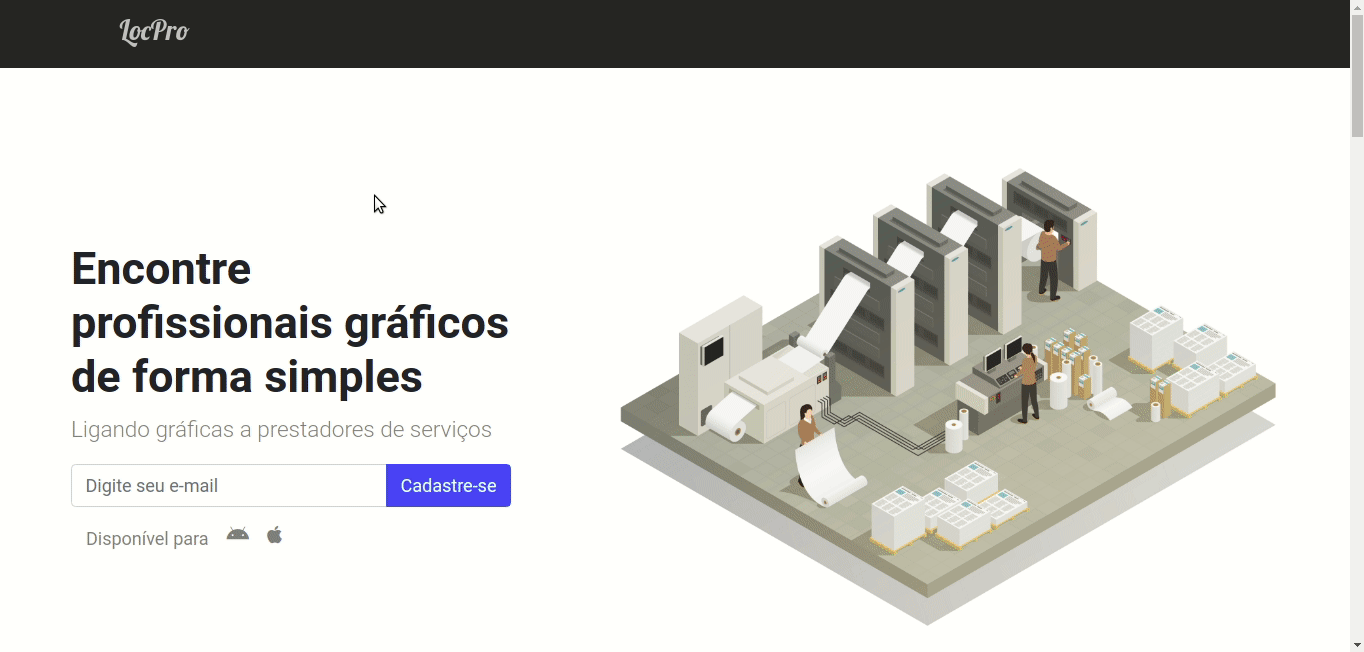 LocPro
Encontre
profissionais gráficos
de forma simples
Ligando gráficas a prestadores de serviços
Digite seu e-mail
Cadastre-se
Disponível para